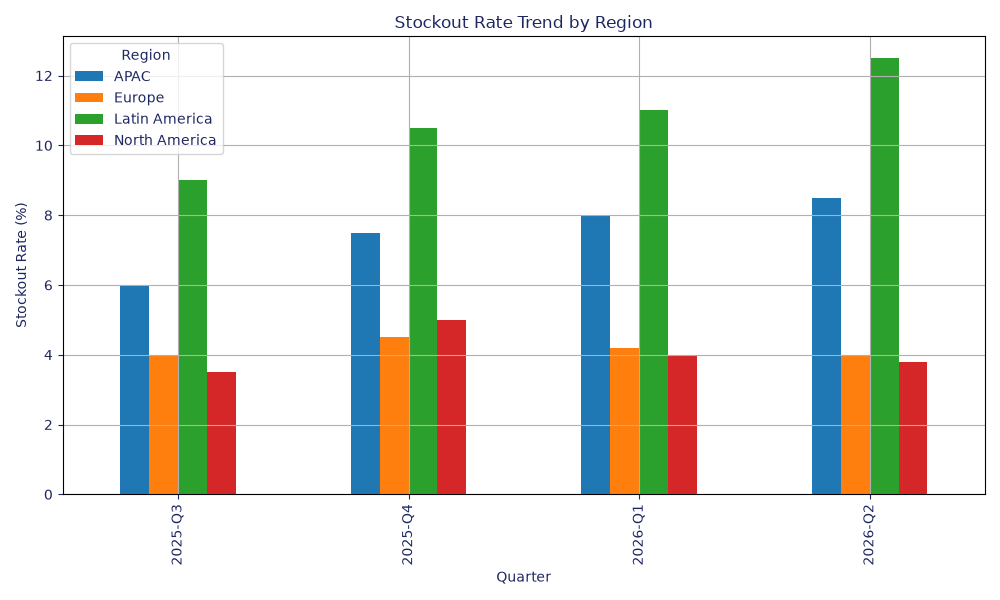 Stockout Rate Trend by Region
Region
APAC
Europe
Latin America
North America
Stockout Rate (%)
12
10
8
6
4
2
0
2025-Q3
2025-Q4
2026-Q1
2026-Q2
Quarter